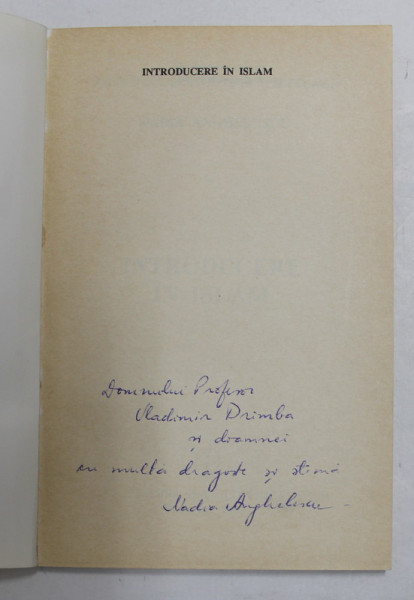 INTRODUCERE ÎN ISLAM
Domnului Profesor
Vladimir Drimba
și doamnei
cu multă dragoste și stimă
Nadia Anghelescu